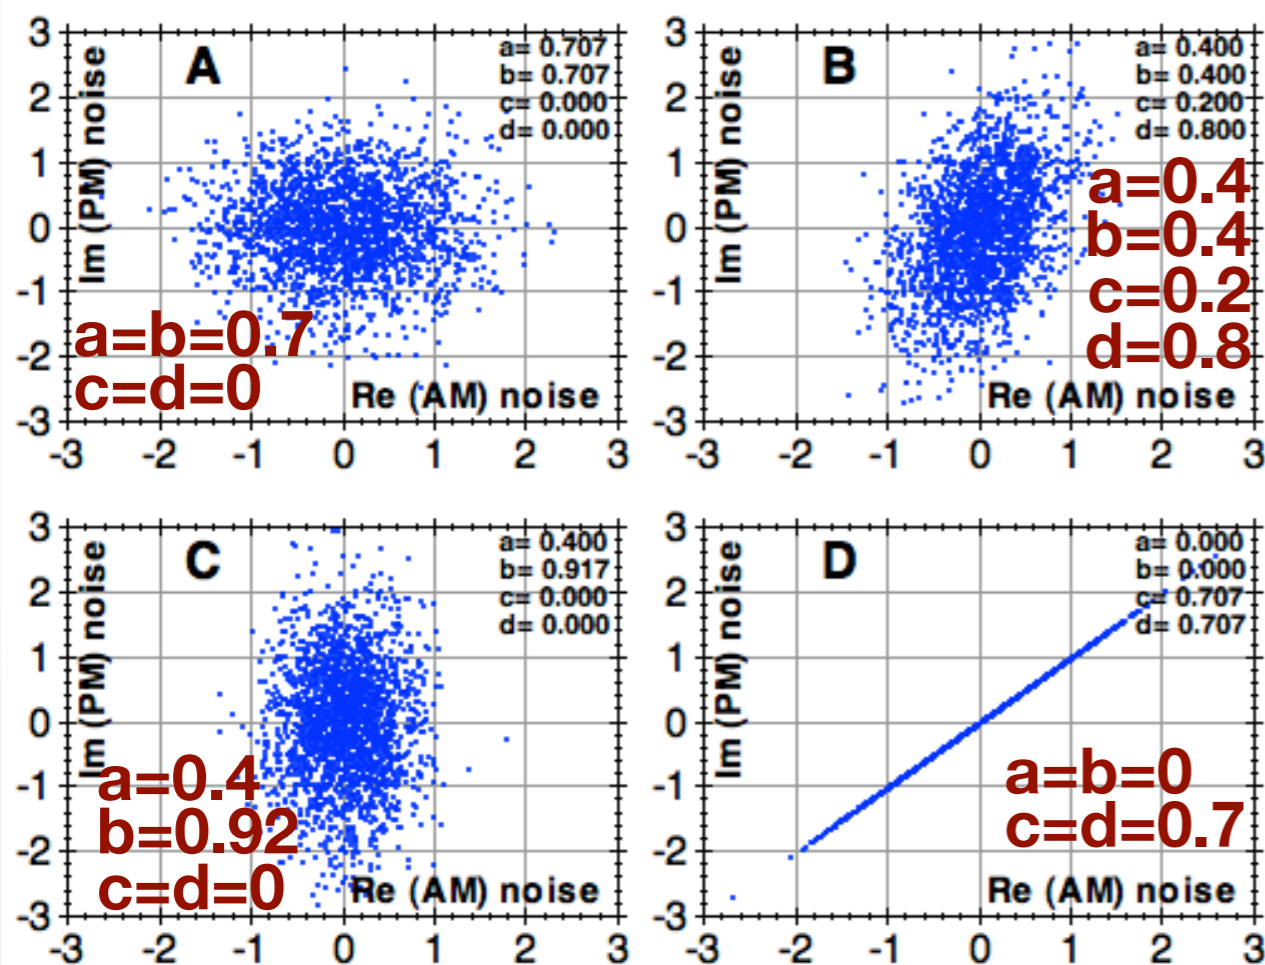 3
2
1
0
-1
-2
-3
Im (PM) noise
A
a= 0.707
b= 0.707
c= 0.000
d= 0.000
a=b=0.7
c=d=0
Re (AM) noise
-3 -2 -1 0 1 2 3
3
2
1
0
-1
-2
-3
Im (PM) noise
B
a= 0.400
b= 0.400
c= 0.200
d= 0.800
a=0.4
b=0.4
c=0.2
d=0.8
Re (AM) noise
-3 -2 -1 0 1 2 3
3
2
1
0
-1
-2
-3
Im (PM) noise
C
a= 0.400
b= 0.917
c= 0.000
d= 0.000
a=0.4
b=0.92
c=d=0
Re (AM) noise
-3 -2 -1 0 1 2 3
3
2
1
0
-1
-2
-3
Im (PM) noise
D
a= 0.000
b= 0.000
c= 0.707
d= 0.707
a=b=0
c=d=0.7
Re (AM) noise
-3 -2 -1 0 1 2 3